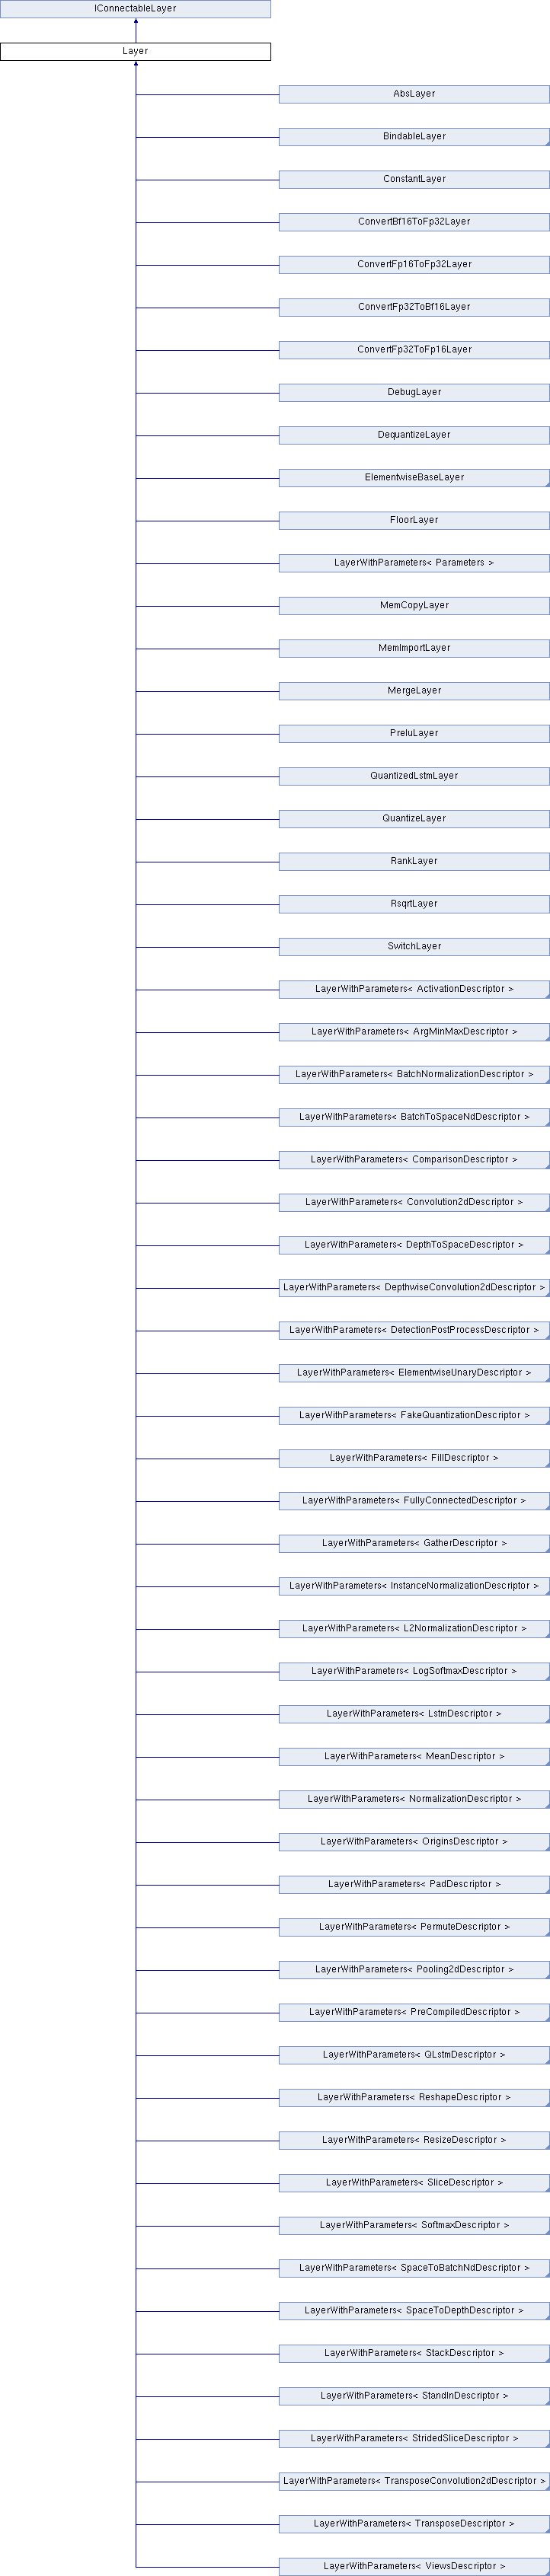 IConnectableLayer
Layer
AbsLayer
BindableLayer
ConstantLayer
ConvertBf16ToFp32Layer
ConvertFp16ToFp32Layer
ConvertFp32ToBf16Layer
ConvertFp32ToFp16Layer
DebugLayer
DequantizeLayer
ElementwiseBaseLayer
FloorLayer
LayerWithParameters< Parameters >
MemCopyLayer
MemImportLayer
MergeLayer
PreluLayer
QuantizedLstmLayer
QuantizeLayer
RankLayer
RsqrtLayer
SwitchLayer
LayerWithParameters< ActivationDescriptor >
LayerWithParameters< ArgMinMaxDescriptor >
LayerWithParameters< BatchNormalizationDescriptor >
LayerWithParameters< BatchToSpaceNdDescriptor >
LayerWithParameters< ComparisonDescriptor >
LayerWithParameters< Convolution2dDescriptor >
LayerWithParameters< DepthToSpaceDescriptor >
LayerWithParameters< DepthwiseConvolution2dDescriptor >
LayerWithParameters< DetectionPostProcessDescriptor >
LayerWithParameters< ElementwiseUnaryDescriptor >
LayerWithParameters< FakeQuantizationDescriptor >
LayerWithParameters< FillDescriptor >
LayerWithParameters< FullyConnectedDescriptor >
LayerWithParameters< GatherDescriptor >
LayerWithParameters< InstanceNormalizationDescriptor >
LayerWithParameters< L2NormalizationDescriptor >
LayerWithParameters< LogSoftmaxDescriptor >
LayerWithParameters< LstmDescriptor >
LayerWithParameters< MeanDescriptor >
LayerWithParameters< NormalizationDescriptor >
LayerWithParameters< OriginsDescriptor >
LayerWithParameters< PadDescriptor >
LayerWithParameters< PermuteDescriptor >
LayerWithParameters< Pooling2dDescriptor >
LayerWithParameters< PreCompiledDescriptor >
LayerWithParameters< QLstmDescriptor >
LayerWithParameters< ReshapeDescriptor >
LayerWithParameters< ResizeDescriptor >
LayerWithParameters< SliceDescriptor >
LayerWithParameters< SoftmaxDescriptor >
LayerWithParameters< SpaceToBatchNdDescriptor >
LayerWithParameters< SpaceToDepthDescriptor >
LayerWithParameters< StackDescriptor >
LayerWithParameters< StandInDescriptor >
LayerWithParameters< StridedSliceDescriptor >
LayerWithParameters< TransposeConvolution2dDescriptor >
LayerWithParameters< TransposeDescriptor >
LayerWithParameters< ViewsDescriptor >